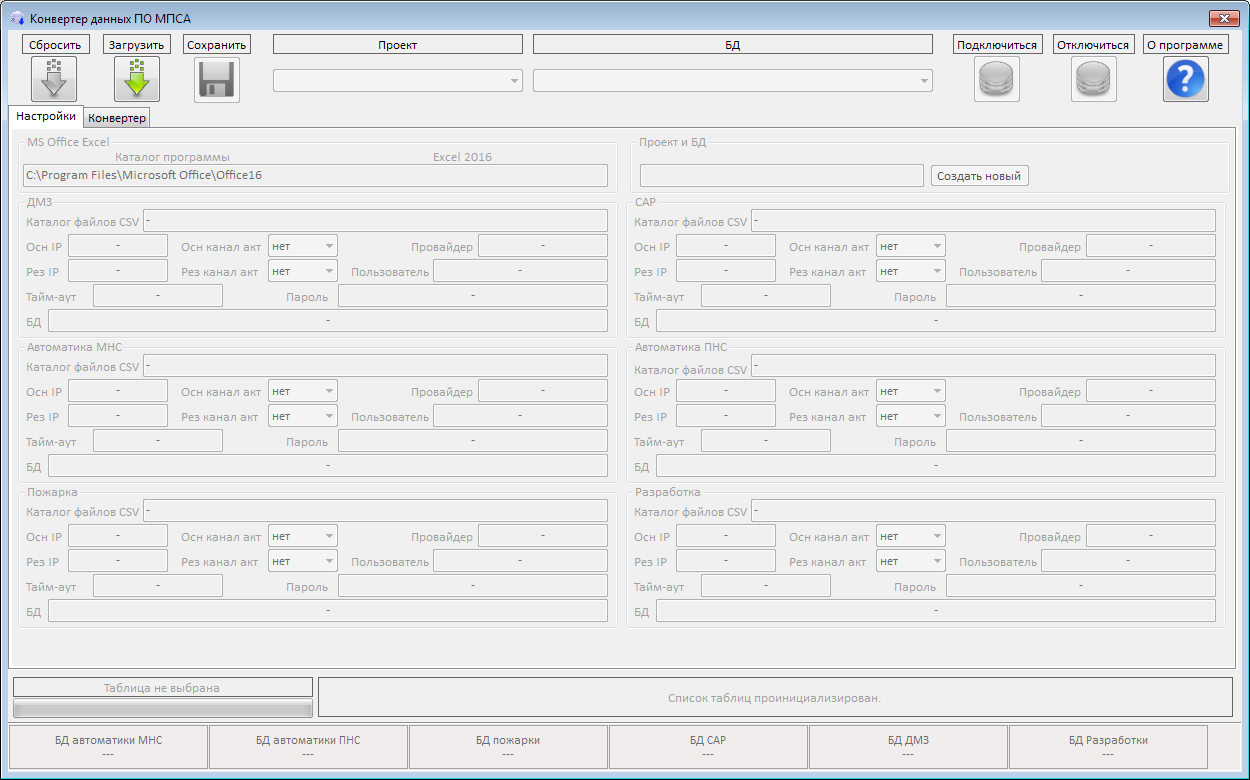 Конвертер данных ПО МПСА
Сбросить Загрузить Сохранить Проект БД Подключиться Отключиться О программе
Настройки Конвертер
MS Office Excel
Каталог программы Excel 2016
C:\Program Files\Microsoft Office\Office16
Проект и БД
Создать новый
ДМЗ
Каталог файлов CSV -
Осн IP - Осн канал акт нет Провайдер -
Рез IP - Рез канал акт нет Пользователь -
Тайм-аут - Пароль -
БД -
САР
Каталог файлов CSV -
Осн IP - Осн канал акт нет Провайдер -
Рез IP - Рез канал акт нет Пользователь -
Тайм-аут - Пароль -
БД -
Автоматика МНС
Каталог файлов CSV -
Осн IP - Осн канал акт нет Провайдер -
Рез IP - Рез канал акт нет Пользователь -
Тайм-аут - Пароль -
БД -
Автоматика ПНС
Каталог файлов CSV -
Осн IP - Осн канал акт нет Провайдер -
Рез IP - Рез канал акт нет Пользователь -
Тайм-аут - Пароль -
БД -
Пожарка
Каталог файлов CSV -
Осн IP - Осн канал акт нет Провайдер -
Рез IP - Рез канал акт нет Пользователь -
Тайм-аут - Пароль -
БД -
Разработка
Каталог файлов CSV -
Осн IP - Осн канал акт нет Провайдер -
Рез IP - Рез канал акт нет Пользователь -
Тайм-аут - Пароль -
БД -
Таблица не выбрана
Список таблиц проинициализирован.
БД автоматики МНС БД автоматики ПНС БД пожарки БД САР БД ДМЗ БД Разработки
--- --- --- --- --- ---